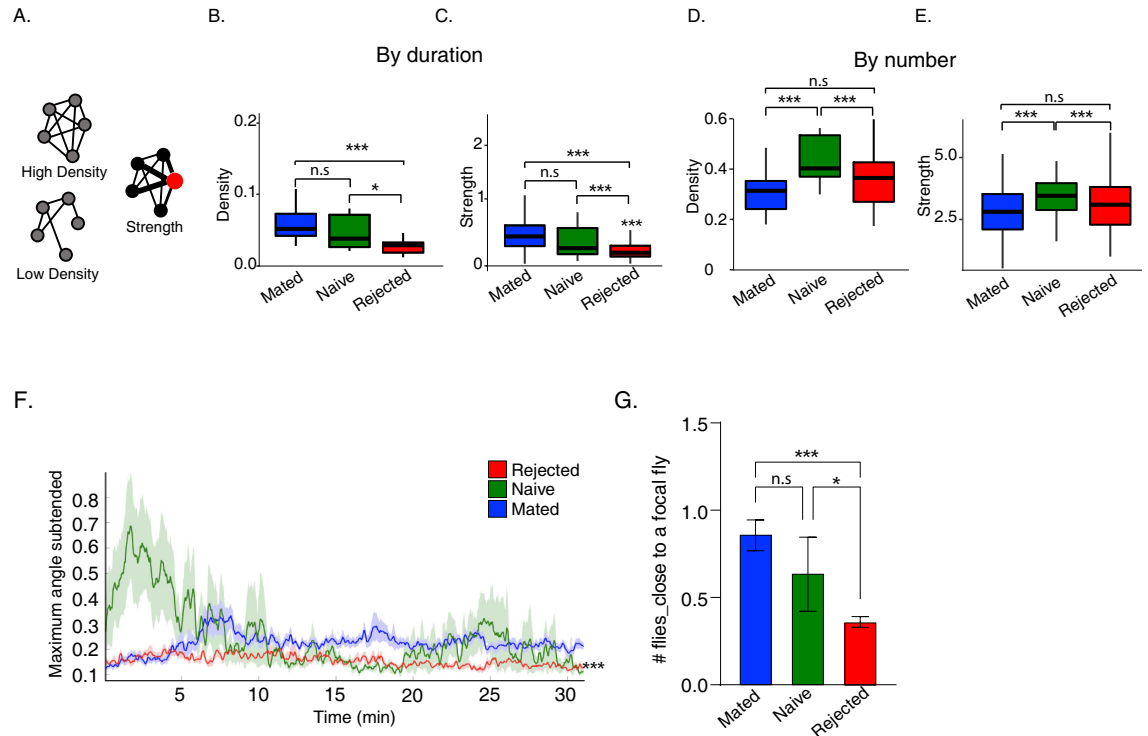 A.
B.
C.
D.
E.
By duration
By number
High Density
Low Density
Strength
Density
0.2
0.1
0.0
***
n.s
*
Mated
Naive
Rejected
Strength
2
1
0
***
n.s
***
***
Mated
Naive
Rejected
Density
0.6
0.4
0.2
0
n.s
***
***
Mated
Naive
Rejected
Strength
5.0
2.5
n.s
***
***
Mated
Naive
Rejected
F.
Maximum angle subtended
0.8
0.7
0.6
0.5
0.4
0.3
0.2
0.1
5
10
15
20
25
30
Time (min)
Rejected
Naive
Mated
***
G.
# flies_close to a focal fly
1.5
1.0
0.5
0.0
***
n.s
*
Mated
Naive
Rejected